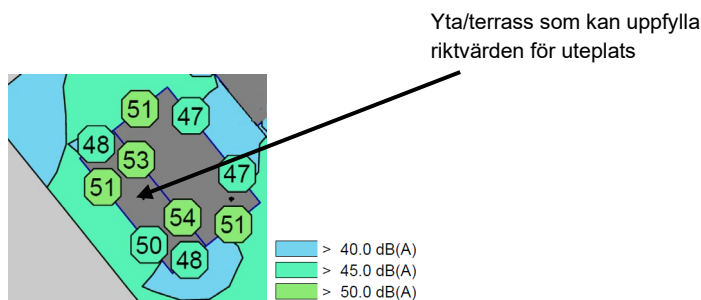 Yta/terrass som kan uppfylla
riktvärden för uteplats
51
47
48
53
51
47
54
51
50
48
> 40.0 dB(A)
> 45.0 dB(A)
> 50.0 dB(A)